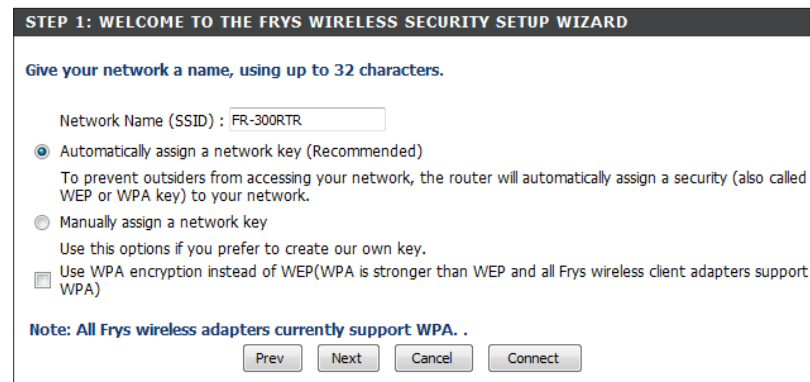 STEP 1: WELCOME TO THE FRYS WIRELESS SECURITY SETUP WIZARD
Give your network a name, using up to 32 characters.
Network Name (SSID) : FR-300RTR
Automatically assign a network key (Recommended)
To prevent outsiders from accessing your network, the router will automatically assign a security (also called
WEP or WPA key) to your network.
Manually assign a network key
Use this options if you prefer to create our own key.
Use WPA encryption instead of WEP(WPA is stronger than WEP and all Frys wireless client adapters support
WPA)
Note: All Frys wireless adapters currently support WPA. .
Prev Next Cancel Connect